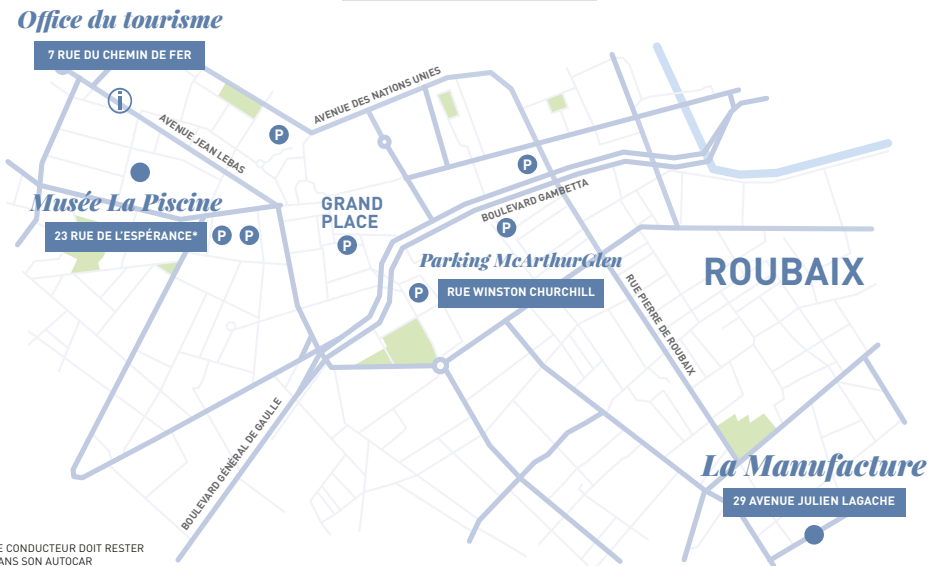 Office du tourisme
7 RUE DU CHEMIN DE FER
i
AVENUE DES NATIONS UNIES
AVENUE JEAN LEBAS
P
P
Musée La Piscine
23 RUE DE L'ESPÉRANCE*
P
P
GRAND
PLACE
P
BOULEVARD GAMBETTA
P
Parking McArthurGlen
P
RUE WINSTON CHURCHILL
ROUBAIX
RUE PIERRE DE ROUBAIX
BOULEVARD GÉNÉRAL DE GAULLE
La Manufacture
29 AVENUE JULIEN LAGACHE
E CONDUCTEUR DOIT RESTER
ANS SON AUTOCAR